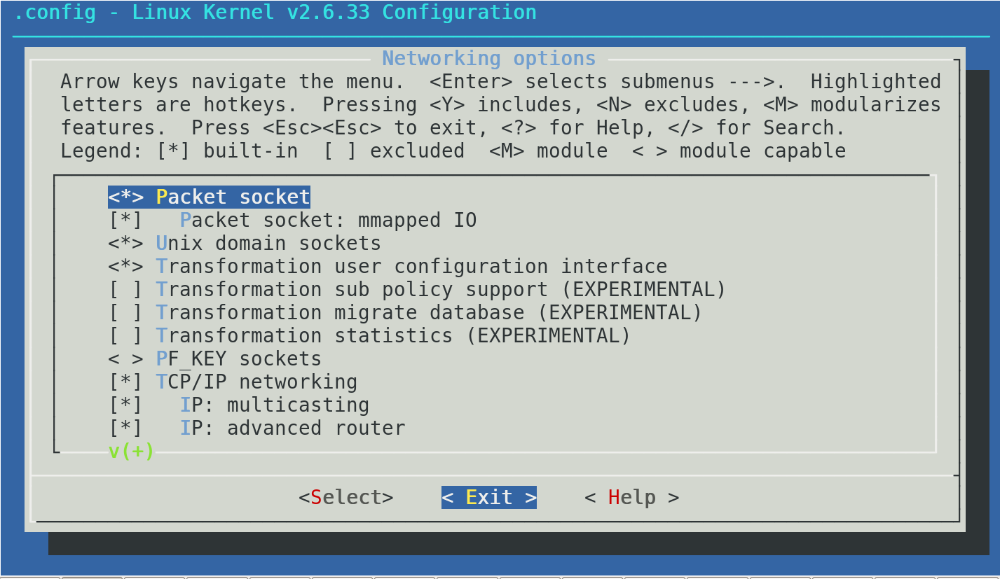 .config - Linux Kernel v2.6.33 Configuration
Networking options
Arrow keys navigate the menu.  <Enter> selects submenus --->.  Highlighted
letters are hotkeys.  Pressing <Y> includes, <N> excludes, <M> modularizes
features.  Press <Esc><Esc> to exit, <?> for Help, </> for Search.
Legend: [*] built-in  [ ] excluded  <M> module  < > module capable
<*> Packet socket
[*]   Packet socket: mmapped IO
<*> Unix domain sockets
<*> Transformation user configuration interface
[ ] Transformation sub policy support (EXPERIMENTAL)
[ ] Transformation migrate database (EXPERIMENTAL)
[ ] Transformation statistics (EXPERIMENTAL)
< > PF_KEY sockets
[*] TCP/IP networking
[*]   IP: multicasting
[*]   IP: advanced router
v(+)
<Select>    < Exit >    < Help >